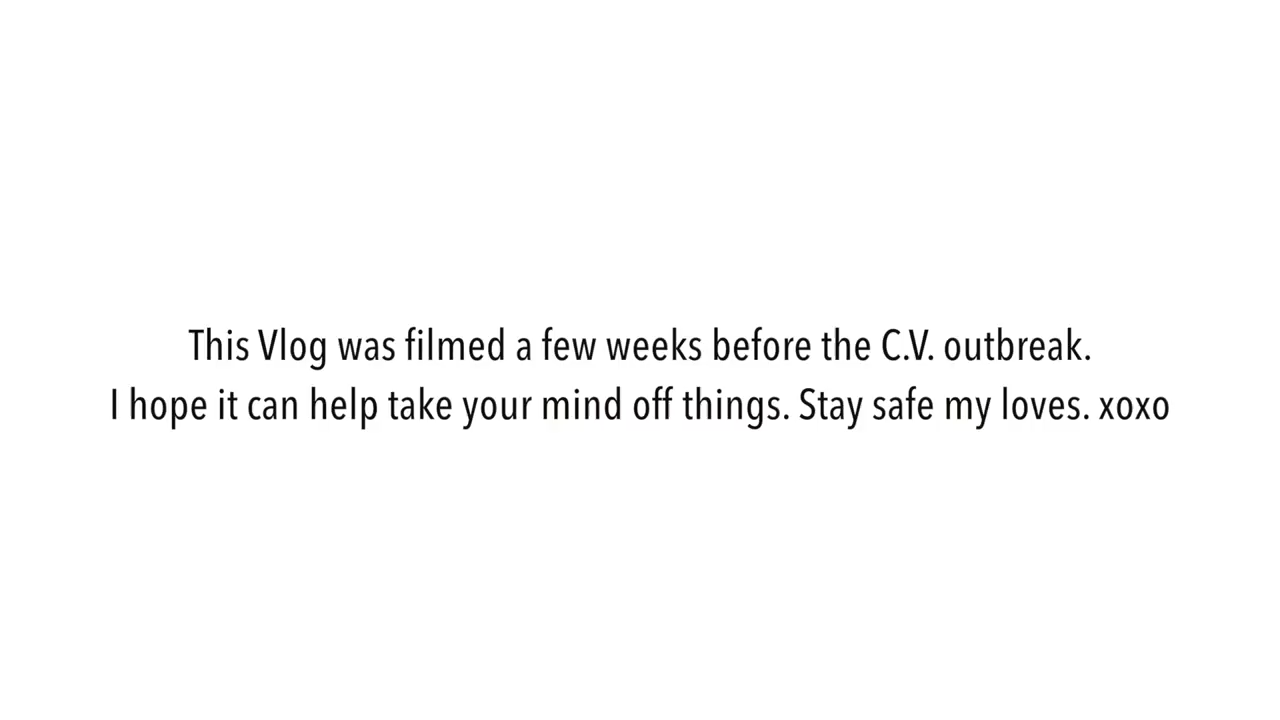 This Vlog was filmed a few weeks before the C.V. outbreak.
I hope it can help take your mind off things. Stay safe my loves. xoxo